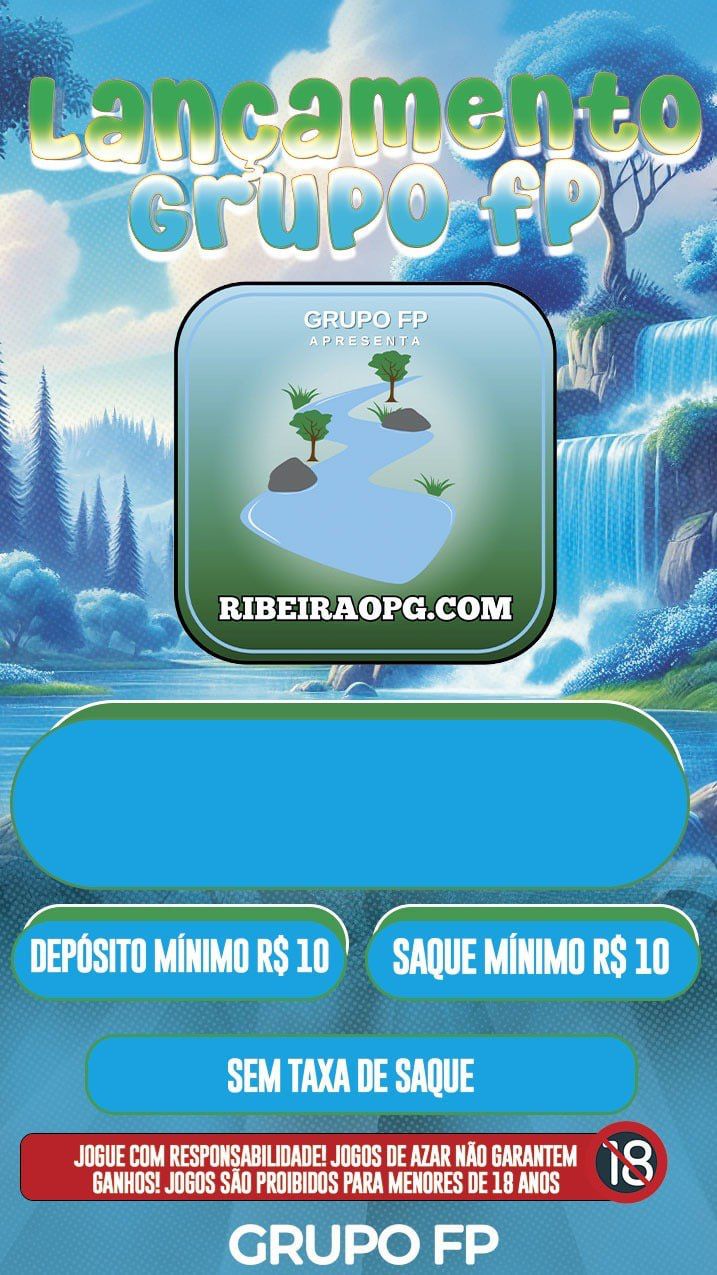 Lançamento
Grupo fp
GRUPO FP
APRESENTA
RIBEIRAOPG.COM
DEPÓSITO MÍNIMO R$ 10
SAQUE MÍNIMO R$ 10
SEM TAXA DE SAQUE
JOGUE COM RESPONSABILIDADE! JOGOS DE AZAR NÃO GARANTEM
GANHOS! JOGOS SÃO PROIBIDOS PARA MENORES DE 18 ANOS
18
GRUPO FP